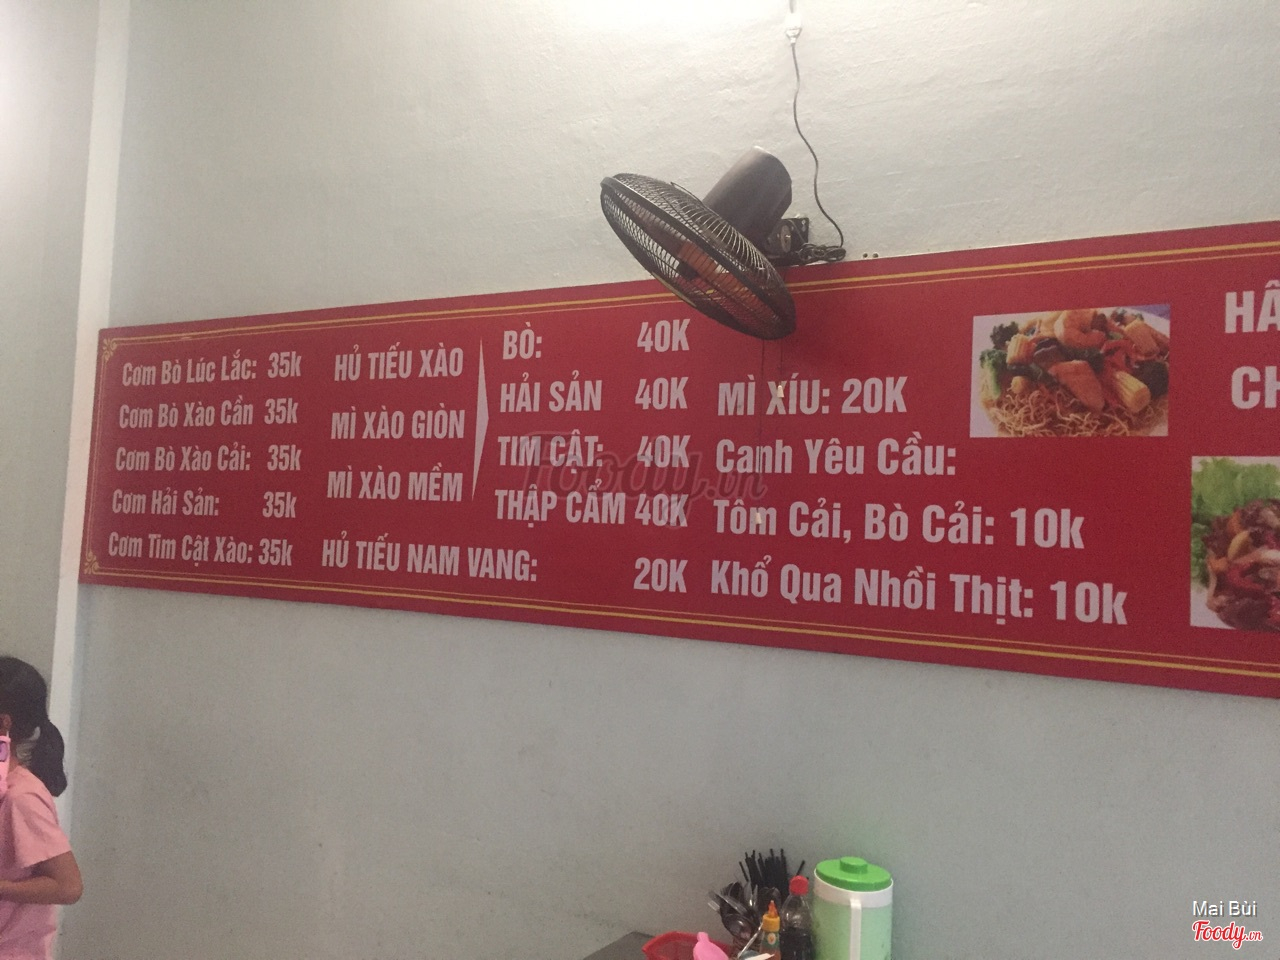 Cơm Bò Lúc Lắc: 35k
Cơm Bò Xào Cần 35k
Cơm Bò Xào Cải: 35k
Cơm Hải Sản: 35k
Cơm Tim Cật Xào: 35k
HỦ TIẾU XÀO
MÌ XÀO GIÒN
MÌ XÀO MỀM
BÒ: 40K
HẢI SẢN 40K
TIM CẬT: 40K
THẬP CẨM 40K
HỦ TIẾU NAM VANG: 20K
MÌ XÍU: 20K
Canh Yêu Cầu:
Tôm Cải, Bò Cải: 10k
Khổ Qua Nhồi Thịt: 10k
Foody.vn
Mai Bùi
Foody.vn